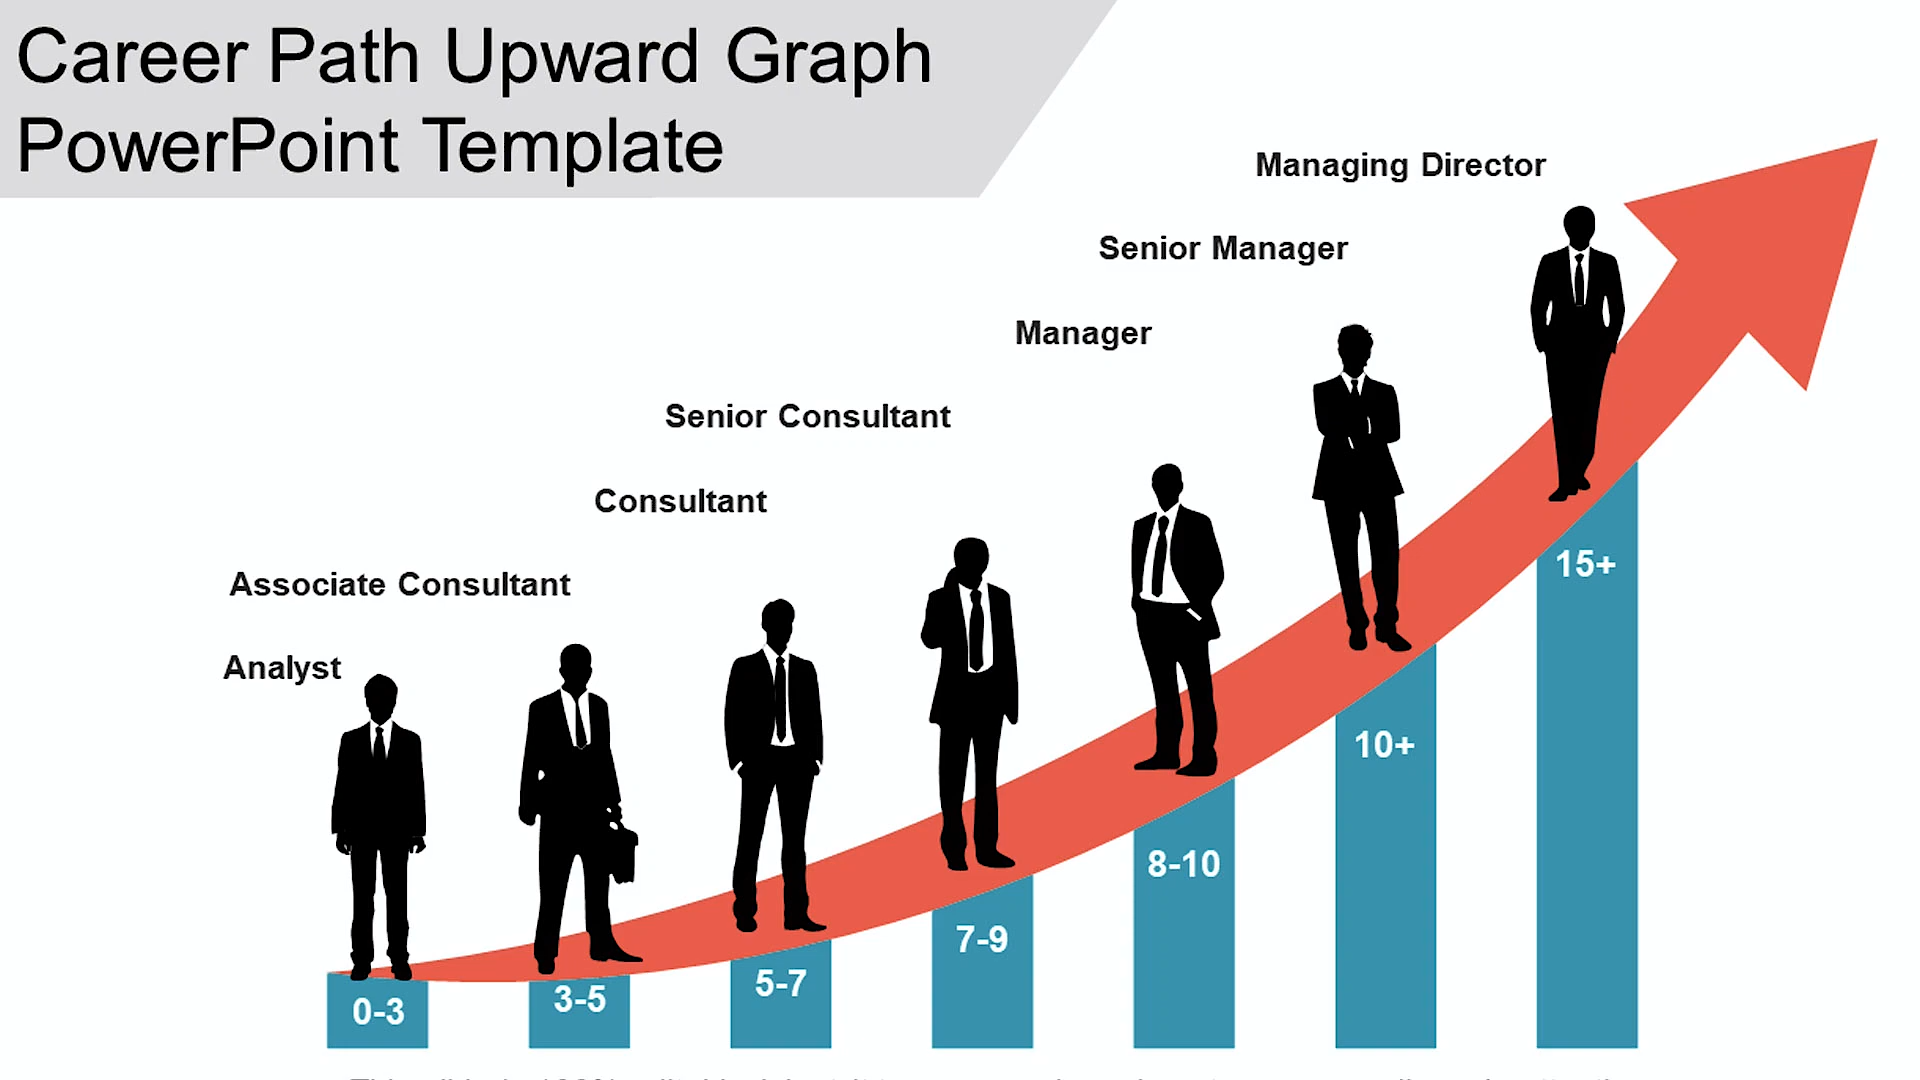 Career Path Upward Graph
PowerPoint Template
Managing Director
Senior Manager
Manager
Senior Consultant
Consultant
Associate Consultant
Analyst
0-3
3-5
5-7
7-9
8-10
10+
15+